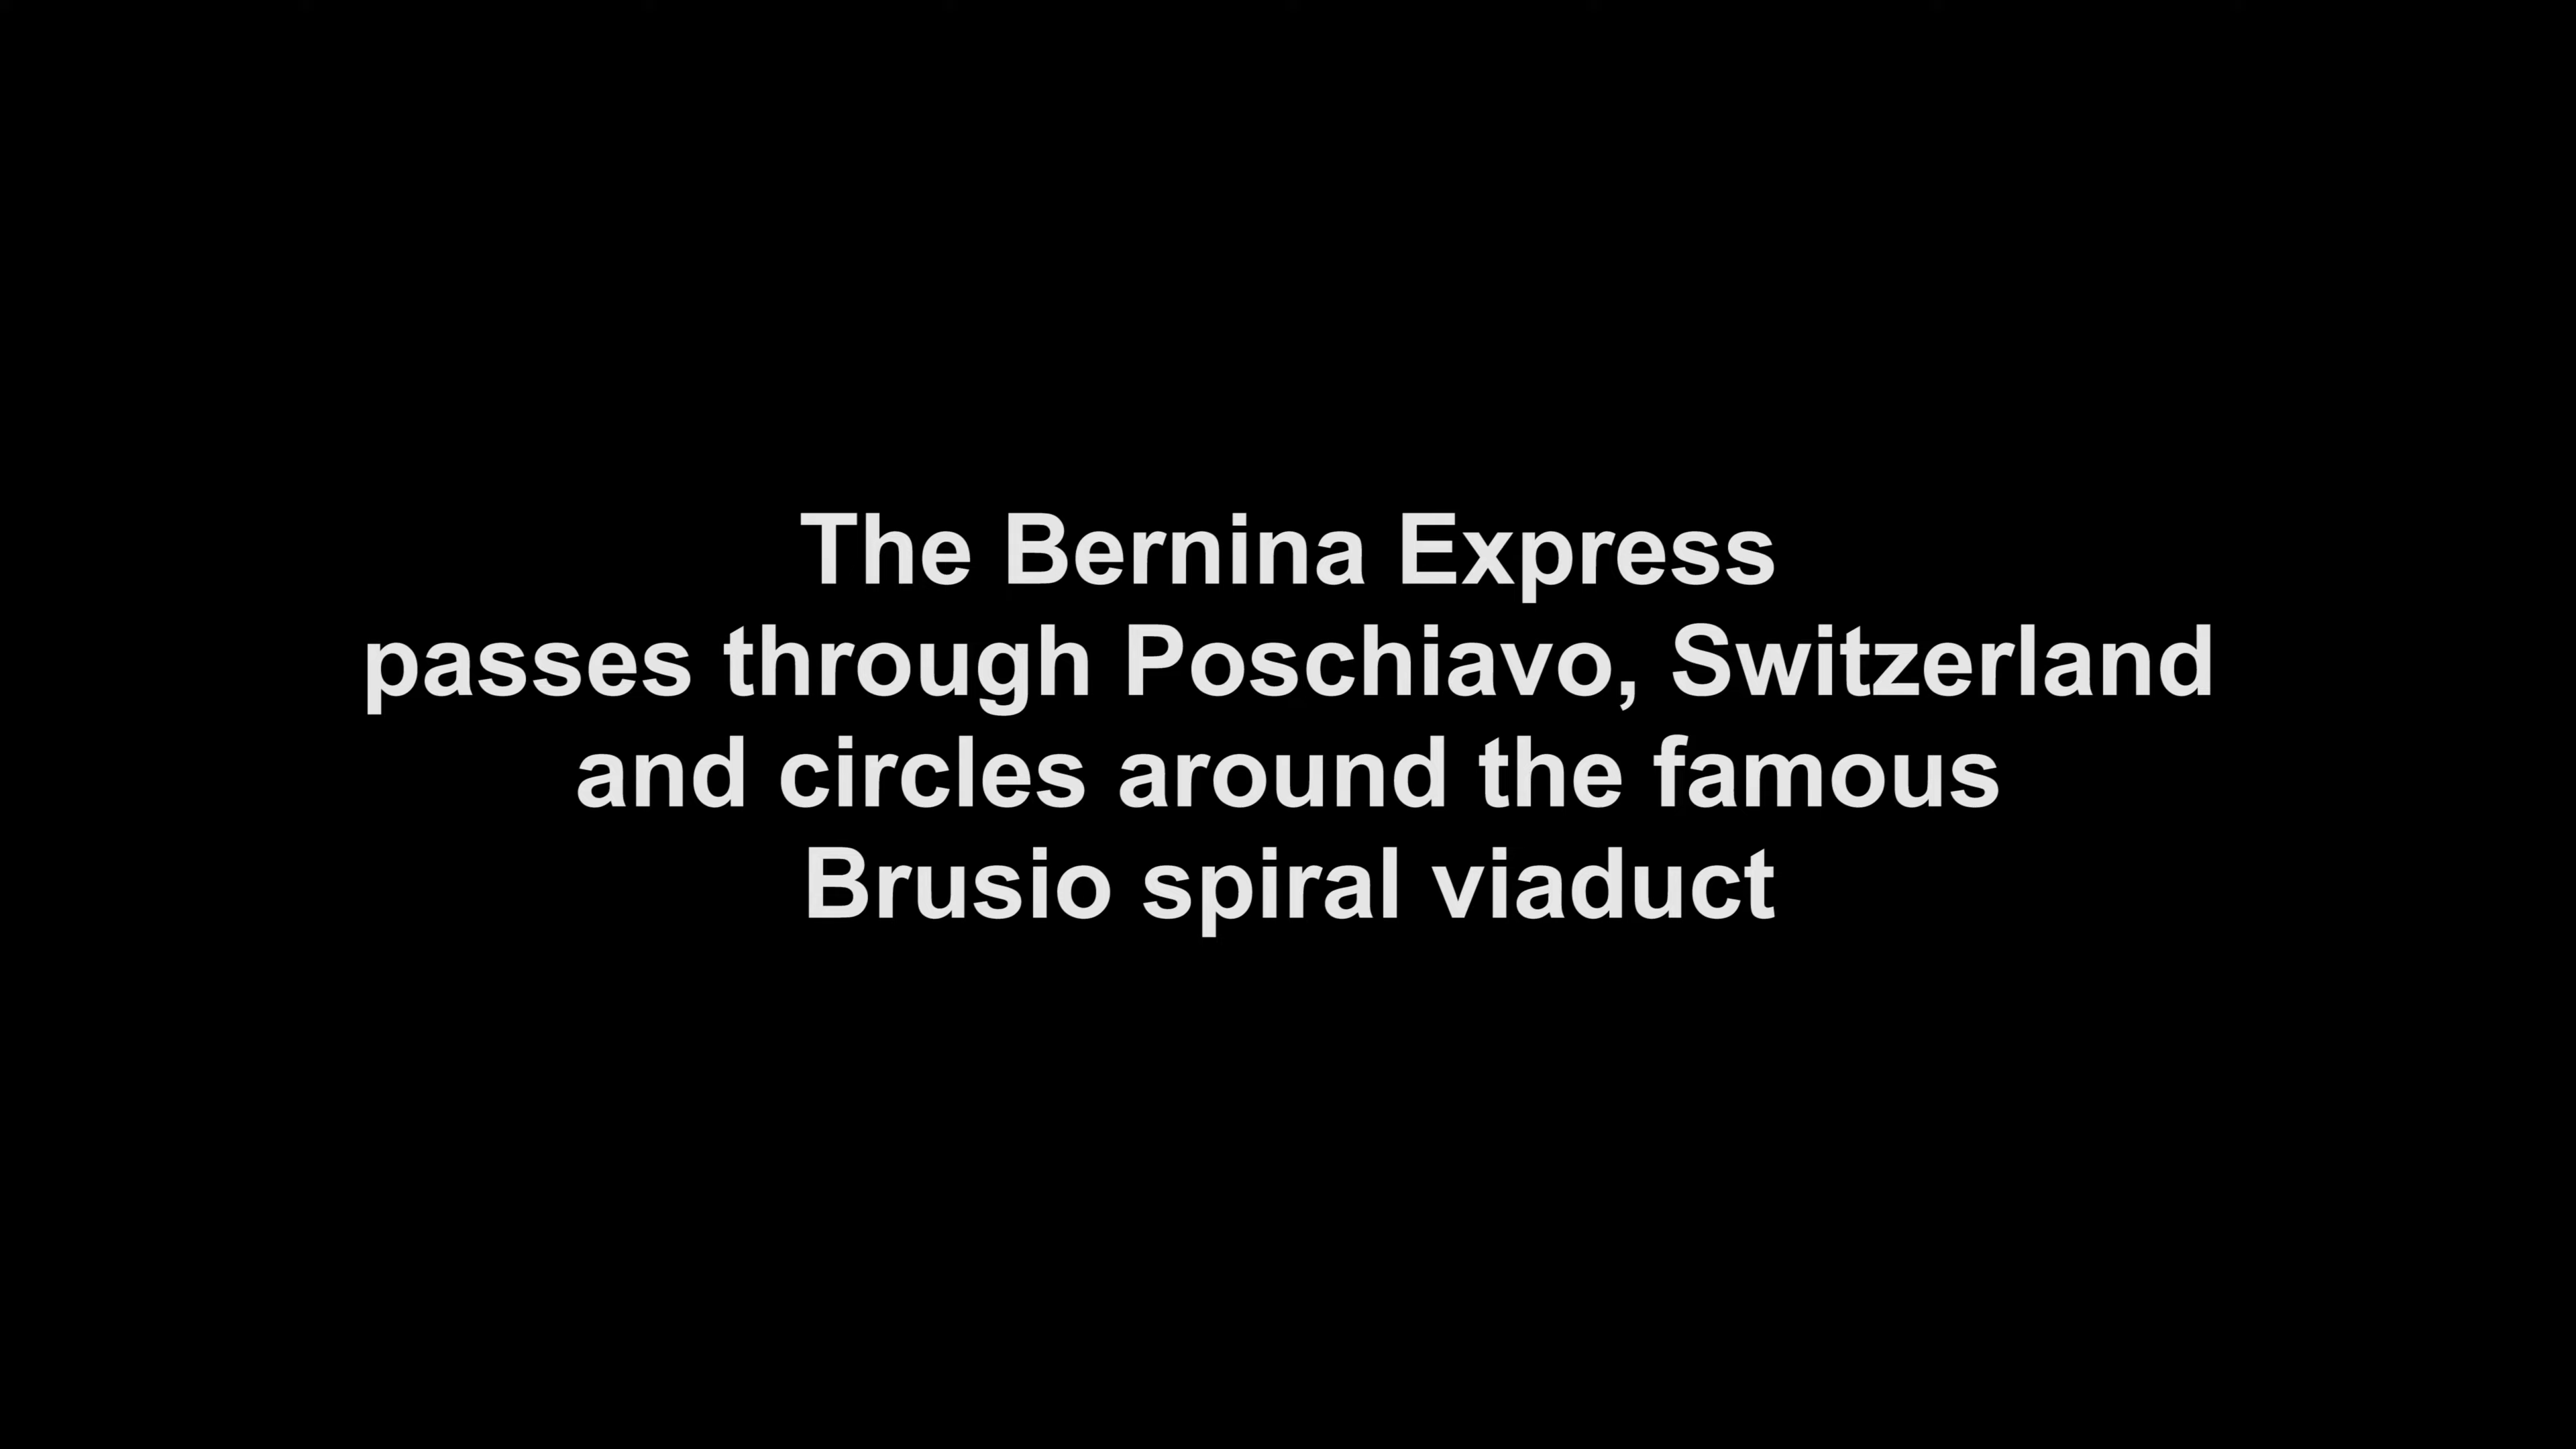 The Bernina Express
passes through Poschiavo, Switzerland
and circles around the famous
Brusio spiral viaduct